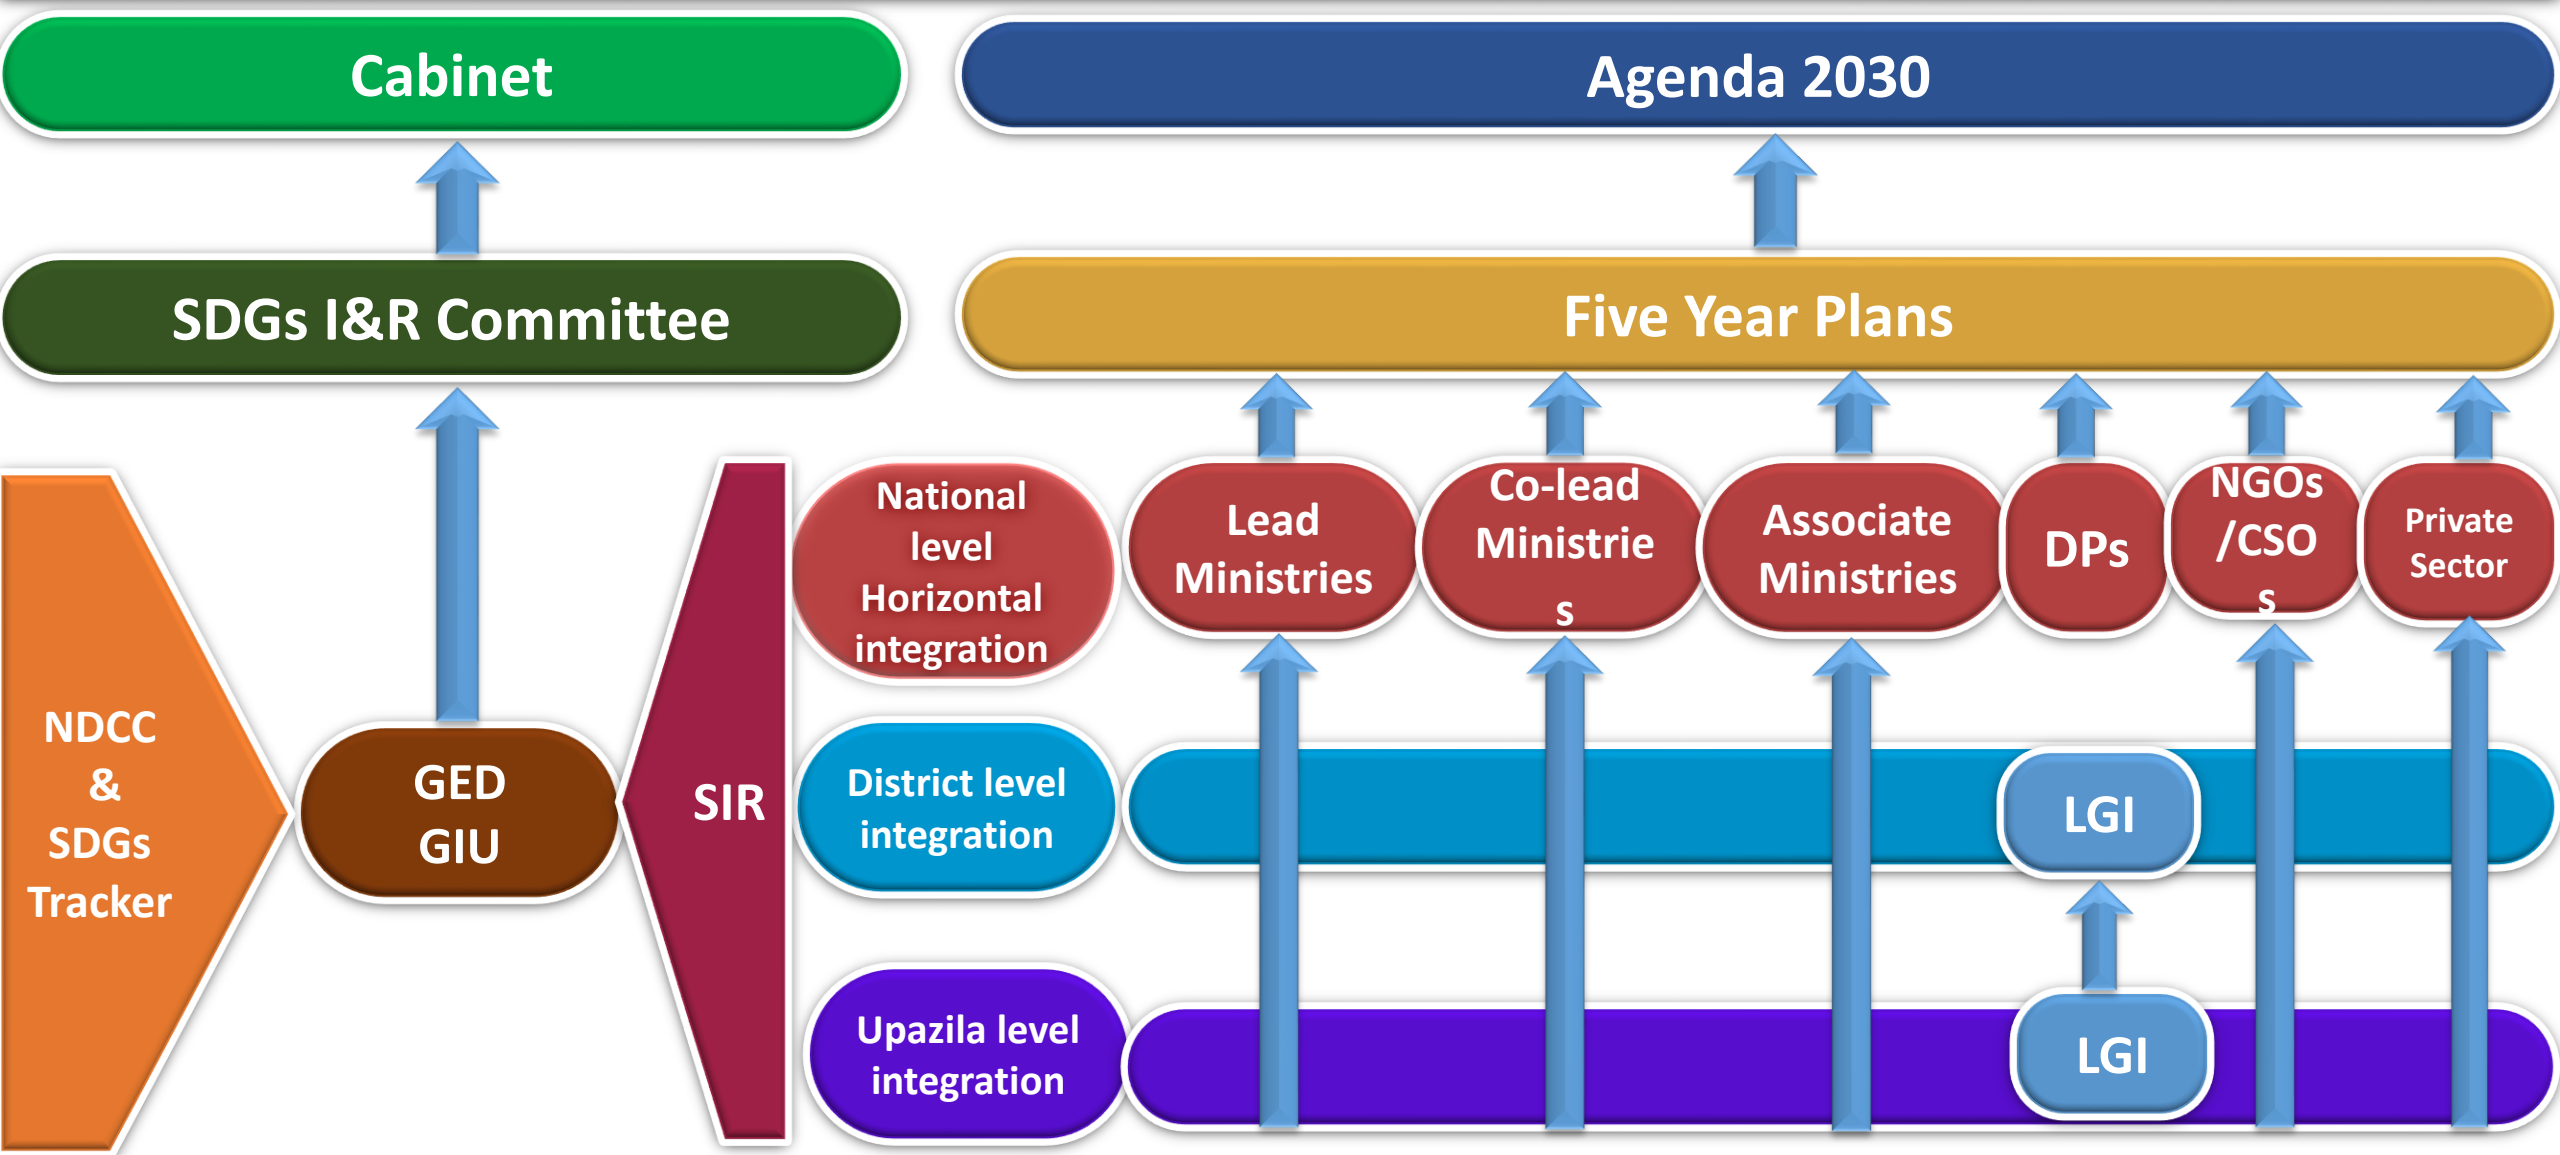 Cabinet
Agenda 2030
SDGs I&R Committee
Five Year Plans
National
level
Horizontal
integration
Lead
Ministries
Co-lead
Ministrie
s
Associate
Ministries
DPs
NGOs
/CSO
s
Private
Sector
NDCC
&
SDGs
Tracker
GED
GIU
SIR
District level
integration
LGI
Upazila level
integration
LGI